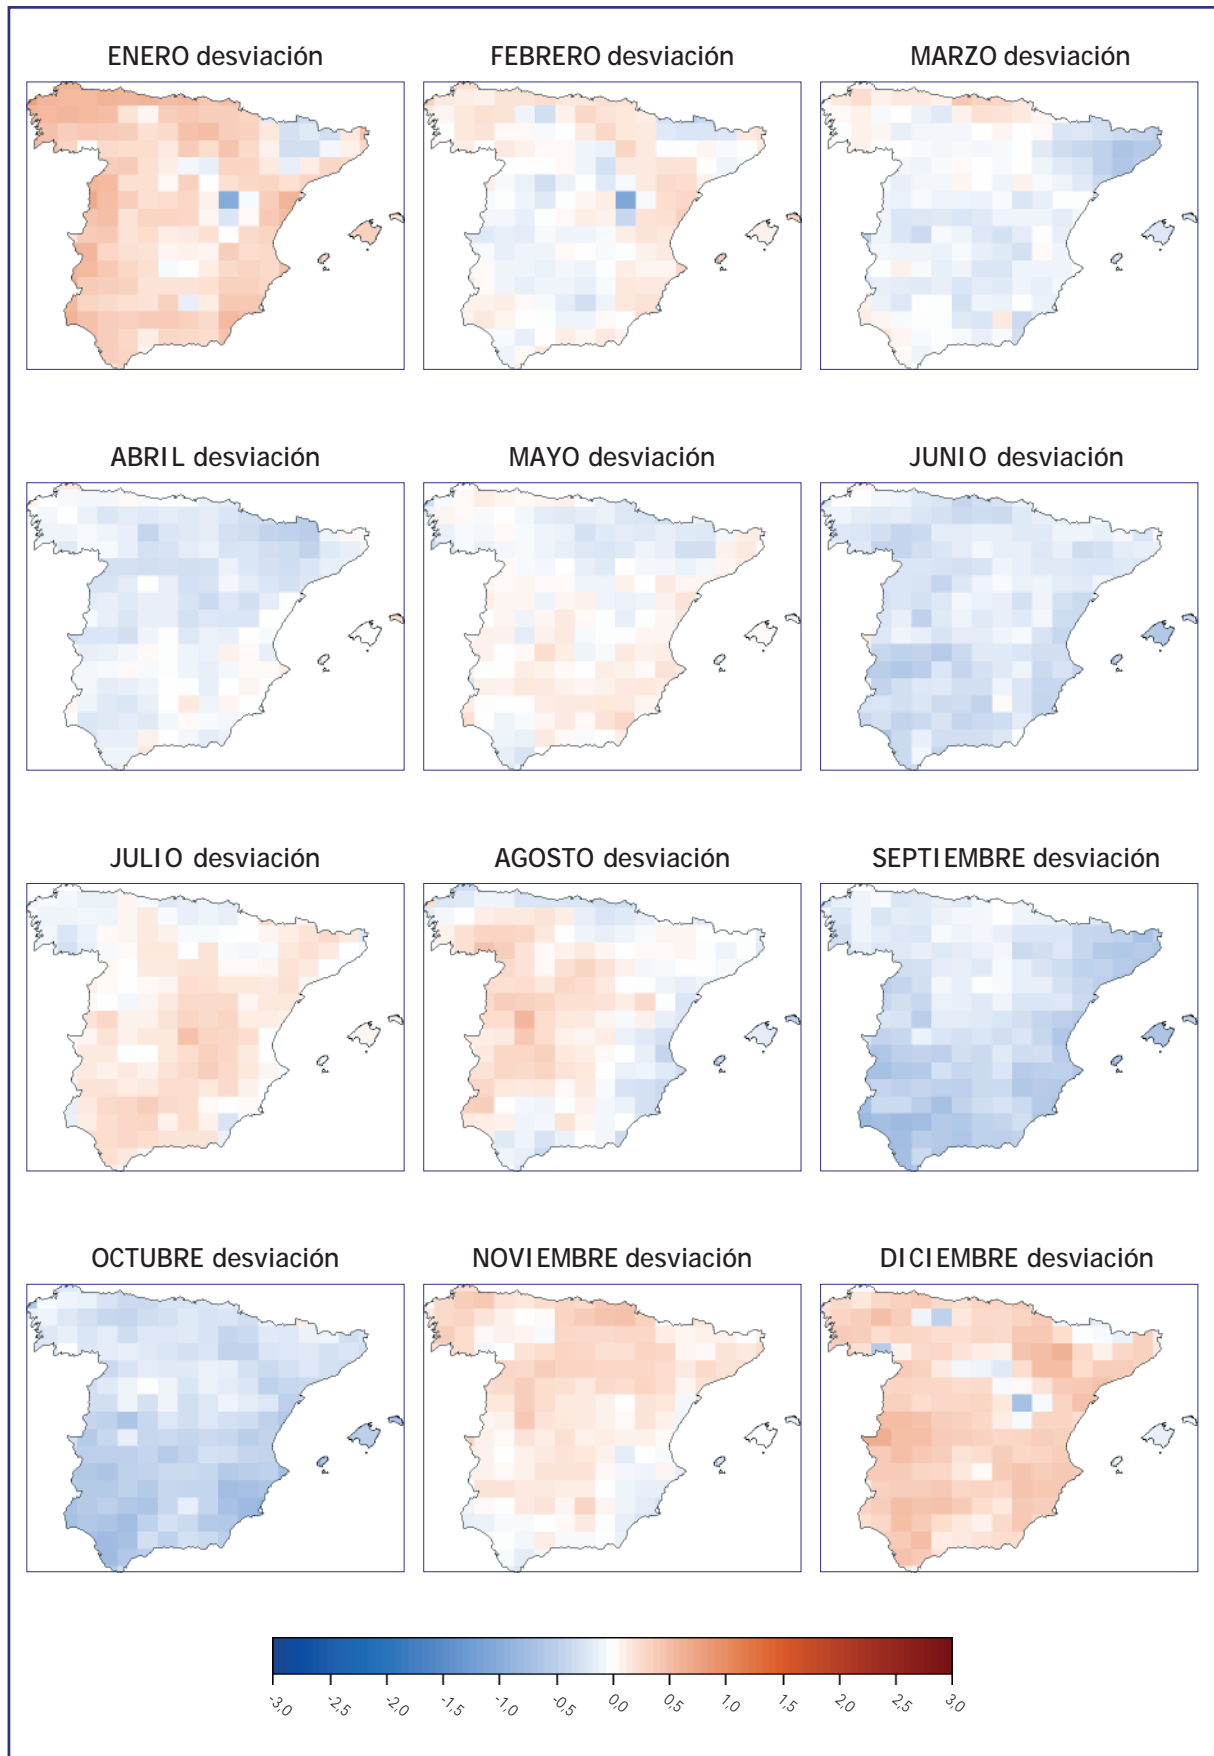 ENERO desviación
FEBRERO desviación
MARZO desviación
ABRIL desviación
MAYO desviación
JUNIO desviación
JULIO desviación
AGOSTO desviación
SEPTIEMBRE desviación
OCTUBRE desviación
NOVIEMBRE desviación
DICIEMBRE desviación
-3,0 -2,5 -2,0 -1,5 -1,0 -0,5 0,0 0,5 1,0 1,5 2,0 2,5 3,0